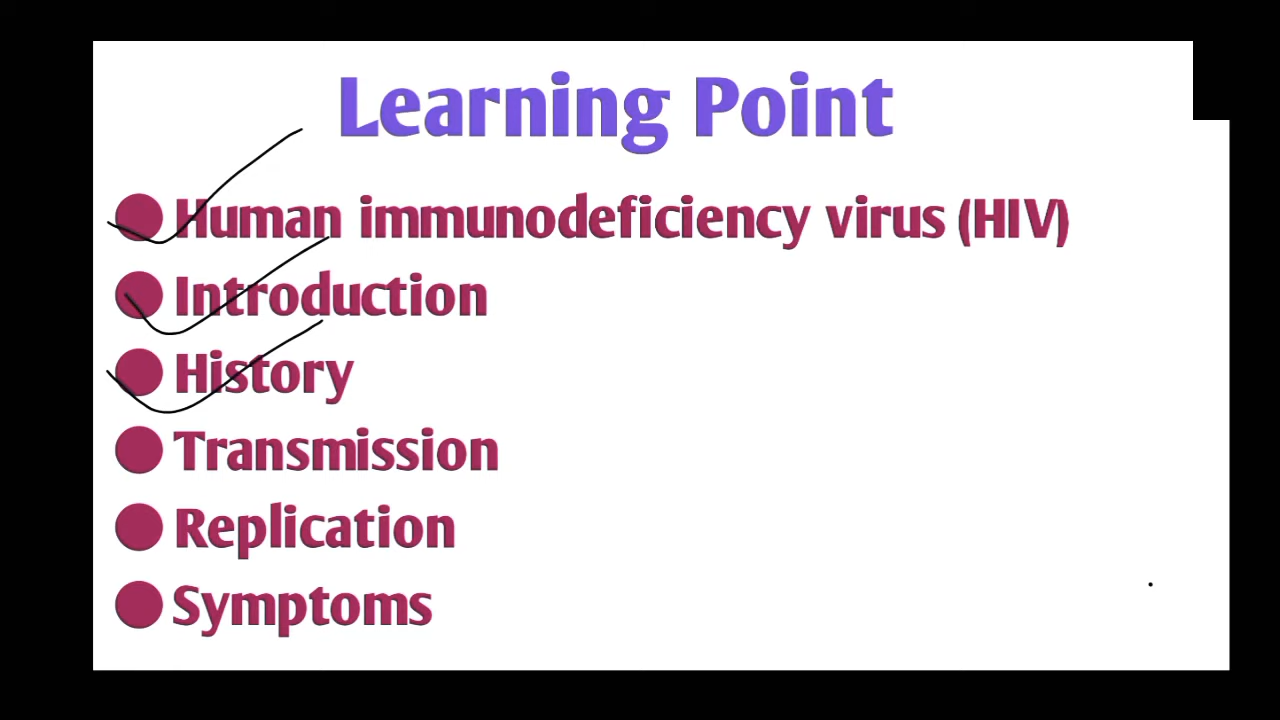 Learning Point
Human immunodeficiency virus (HIV)
Introduction
History
Transmission
Replication
Symptoms